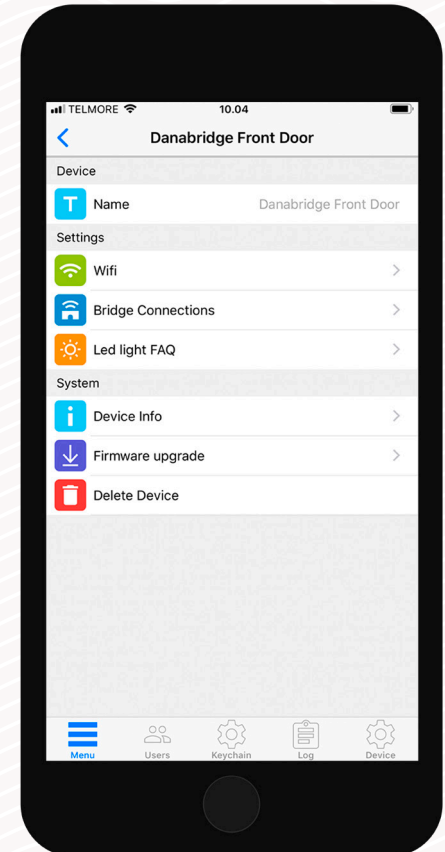 TELMORE 10.04
Danabridge Front Door
Device
T Name Danabridge Front Door
Settings
Wifi
Bridge Connections
Led light FAQ
System
i Device Info
Firmware upgrade
Delete Device
Menu Users Keychain Log Device